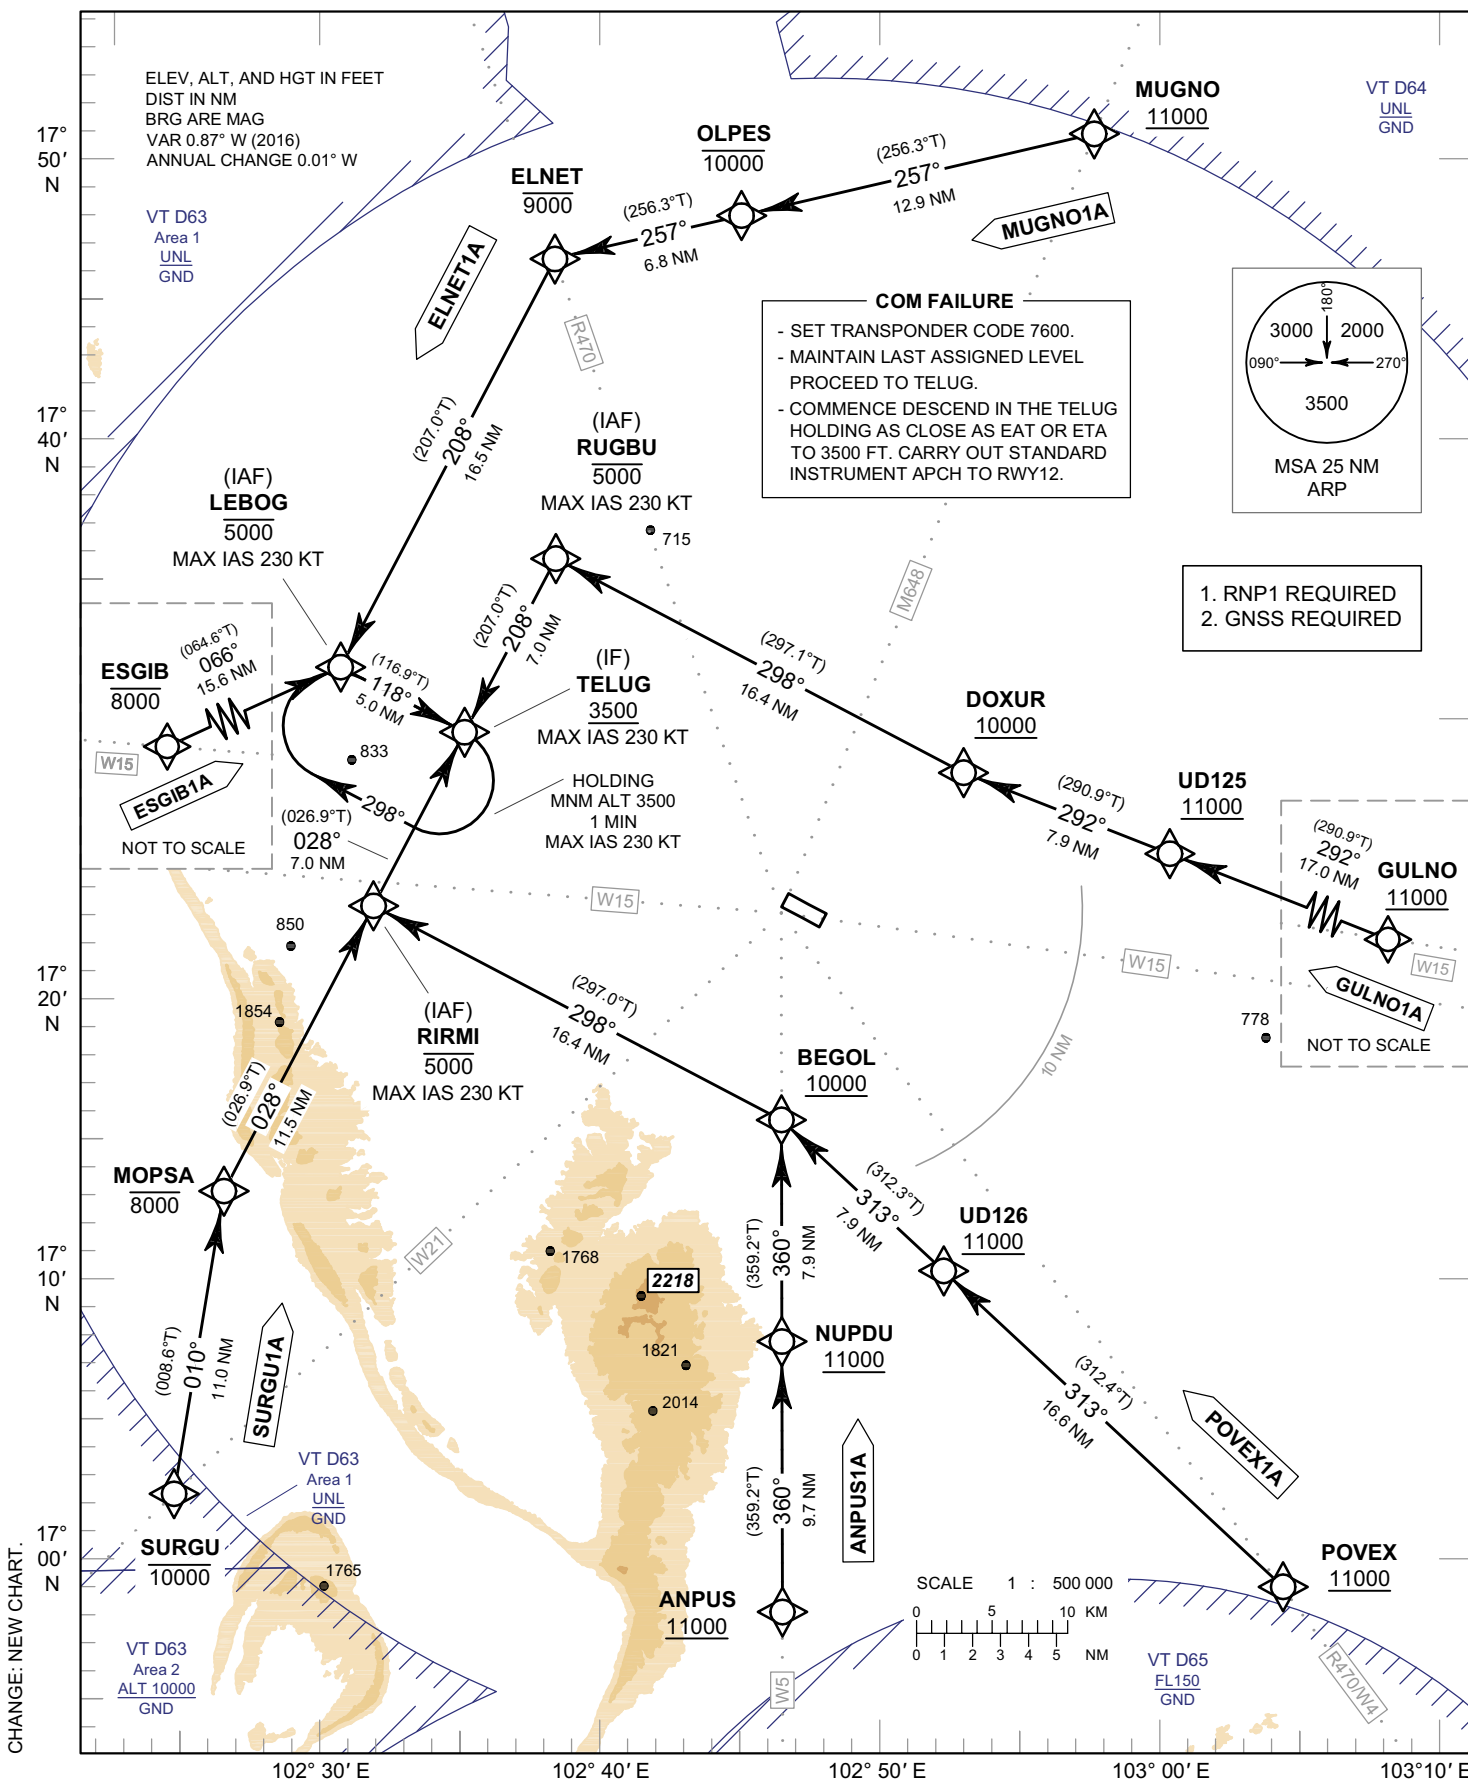 ELEV, ALT, AND HGT IN FEET
DIST IN NM
BRG ARE MAG
VAR 0.87° W (2016)
ANNUAL CHANGE 0.01° W
VT D63
Area 1
UNL
GND
VT D64
UNL
GND
MUGNO
11000
(256.3°T)
257°
12.9 NM
MUGNO1A
OLPES
10000
(256.3°T)
257°
6.8 NM
ELNET
9000
ELNET1A
(207.0°T)
208°
16.5 NM
R470
COM FAILURE
- SET TRANSPONDER CODE 7600.
- MAINTAIN LAST ASSIGNED LEVEL
PROCEED TO TELUG.
- COMMENCE DESCEND IN THE TELUG
HOLDING AS CLOSE AS EAT OR ETA
TO 3500 FT. CARRY OUT STANDARD
INSTRUMENT APCH TO RWY12.
180°
3000
2000
090°
270°
3500
MSA 25 NM
ARP
1. RNP1 REQUIRED
2. GNSS REQUIRED
(IAF)
RUGBU
5000
MAX IAS 230 KT
715
(IAF)
LEBOG
5000
MAX IAS 230 KT
M648
(207.0°T)
208°
7.0 NM
(297.1°T)
298°
16.4 NM
ESGIB
8000
(064.6°T)
066°
15.6 NM
W15
ESGIB1A
NOT TO SCALE
(116.9°T)
118°
5.0 NM
(IF)
TELUG
3500
MAX IAS 230 KT
833
298°
HOLDING
MNM ALT 3500
1 MIN
MAX IAS 230 KT
(026.9°T)
028°
7.0 NM
DOXUR
10000
(290.9°T)
292°
7.9 NM
UD125
11000
(290.9°T)
292°
17.0 NM
GULNO
11000
W15
GULNO1A
NOT TO SCALE
W15
W15
850
1854
(IAF)
RIRMI
5000
MAX IAS 230 KT
(297.0°T)
298°
16.4 NM
10 NM
778
BEGOL
10000
(026.9°T)
028°
11.5 NM
MOPSA
8000
W21
1768
2218
1821
2014
(312.3°T)
313°
7.9 NM
UD126
11000
(359.2°T)
360°
7.9 NM
NUPDU
11000
(008.6°T)
010°
11.0 NM
SURGU1A
(312.4°T)
313°
16.6 NM
POVEX1A
VT D63
Area 1
UNL
GND
(359.2°T)
360°
9.7 NM
ANPUS1A
SURGU
10000
1765
ANPUS
11000
POVEX
11000
SCALE 1 : 500 000
0 5 10 KM
0 1 2 3 4 5 NM
VT D63
Area 2
ALT 10000
GND
W5
VT D65
FL150
GND
R470/W4
17°
50′
N
17°
40′
N
17°
20′
N
17°
10′
N
17°
00′
N
102° 30′ E
102° 40′ E
102° 50′ E
103° 00′ E
103°10′ E
CHANGE: NEW CHART.